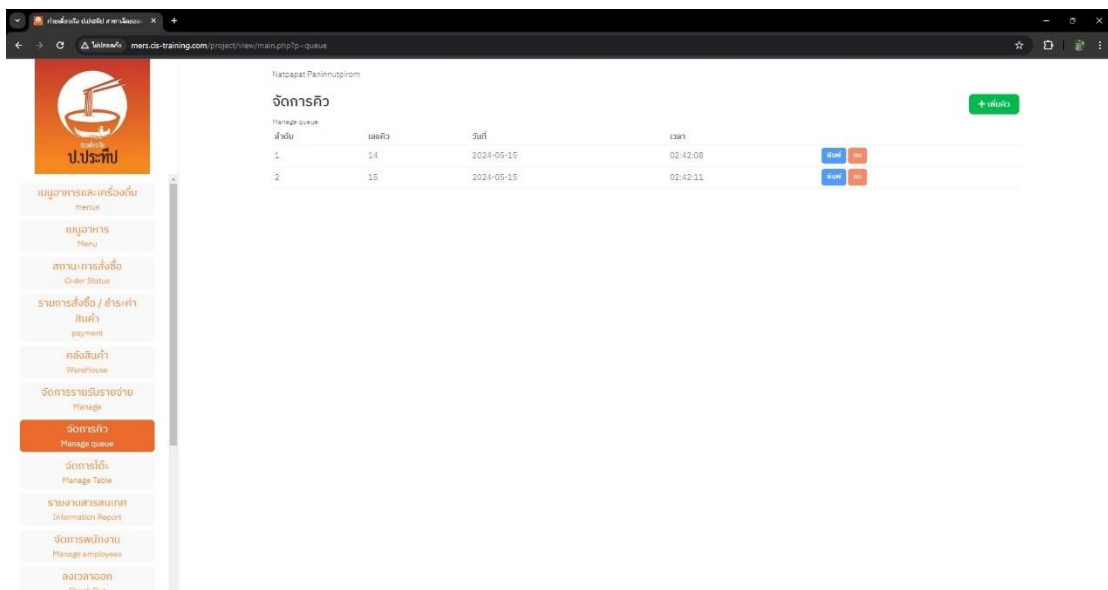 ไม่ปลอดภัย mers.cis-training.com/project/view/main.php?p=queue
ป.ประทีป
เมนูอาหารและเครื่องดื่ม
menus
เมนูอาหาร
Menu
สถานะการสั่งซื้อ
Order Status
รายการสั่งซื้อ / ชำระค่า
สินค้า
payment
คลังสินค้า
WareHouse
จัดการรายรับรายจ่าย
Manage
จัดการคิว
Manage queue
จัดการโต๊ะ
Manage Table
รายงานสารสนเทศ
Information Report
จัดการพนักงาน
Manage employees
ลงเวลาออก
Natpapat Paninnutpirom
จัดการคิว
+ เพิ่มคิว
Manage queue
ลำดับ เลขคิว วันที่ เวลา
1 14 2024-05-15 02:42:08 พิมพ์ ลบ
2 15 2024-05-15 02:42:11 พิมพ์ ลบ